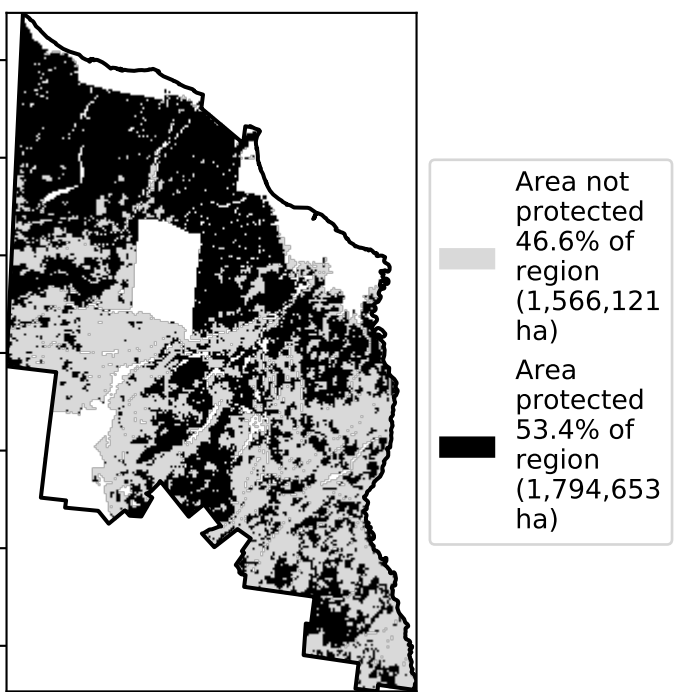 Area not
protected
46.6% of
region
(1,566,121
ha)
Area
protected
53.4% of
region
(1,794,653
ha)